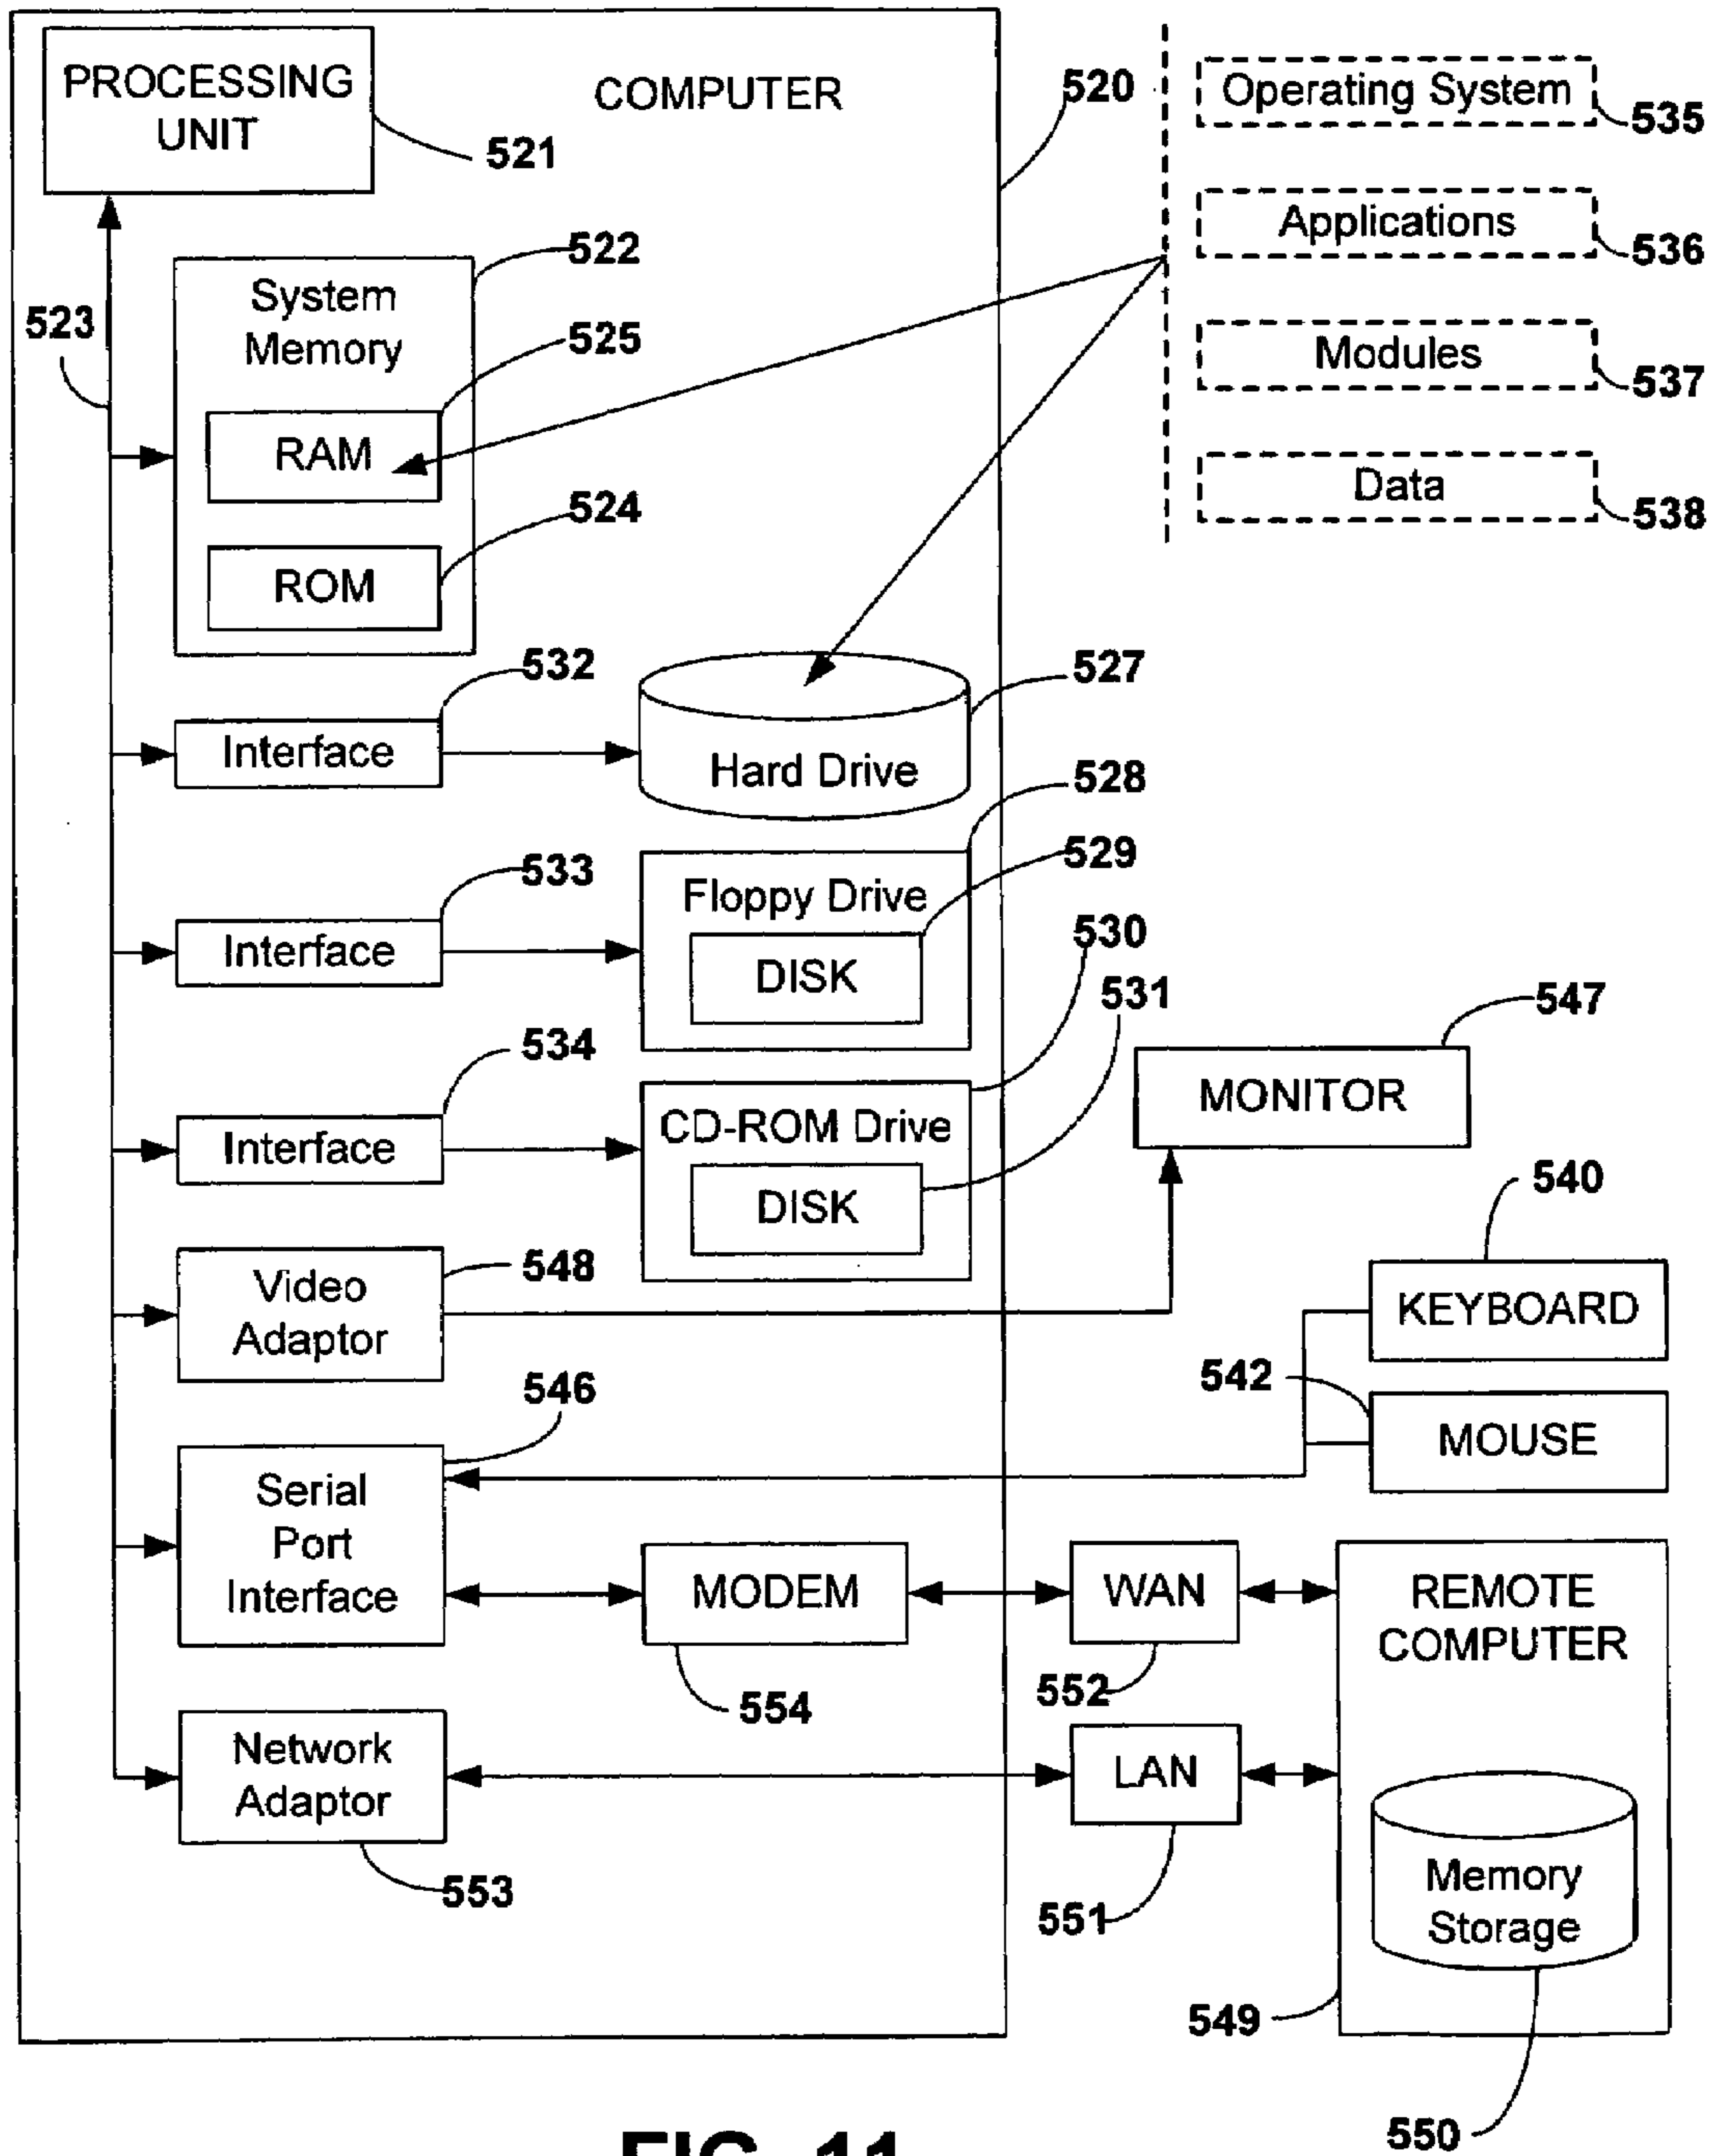 PROCESSING
UNIT
COMPUTER
520
521
Operating System
535
Applications
536
Modules
537
Data
538
522
System
Memory
523
525
RAM
524
ROM
532
Interface
527
Hard Drive
528
533
Interface
Floppy Drive
529
DISK
530
531
534
Interface
CD-ROM Drive
DISK
547
MONITOR
540
KEYBOARD
548
Video
Adaptor
542
MOUSE
546
Serial
Port
Interface
MODEM
554
WAN
552
REMOTE
COMPUTER
Network
Adaptor
553
LAN
551
Memory
Storage
549
550
FIG. 11